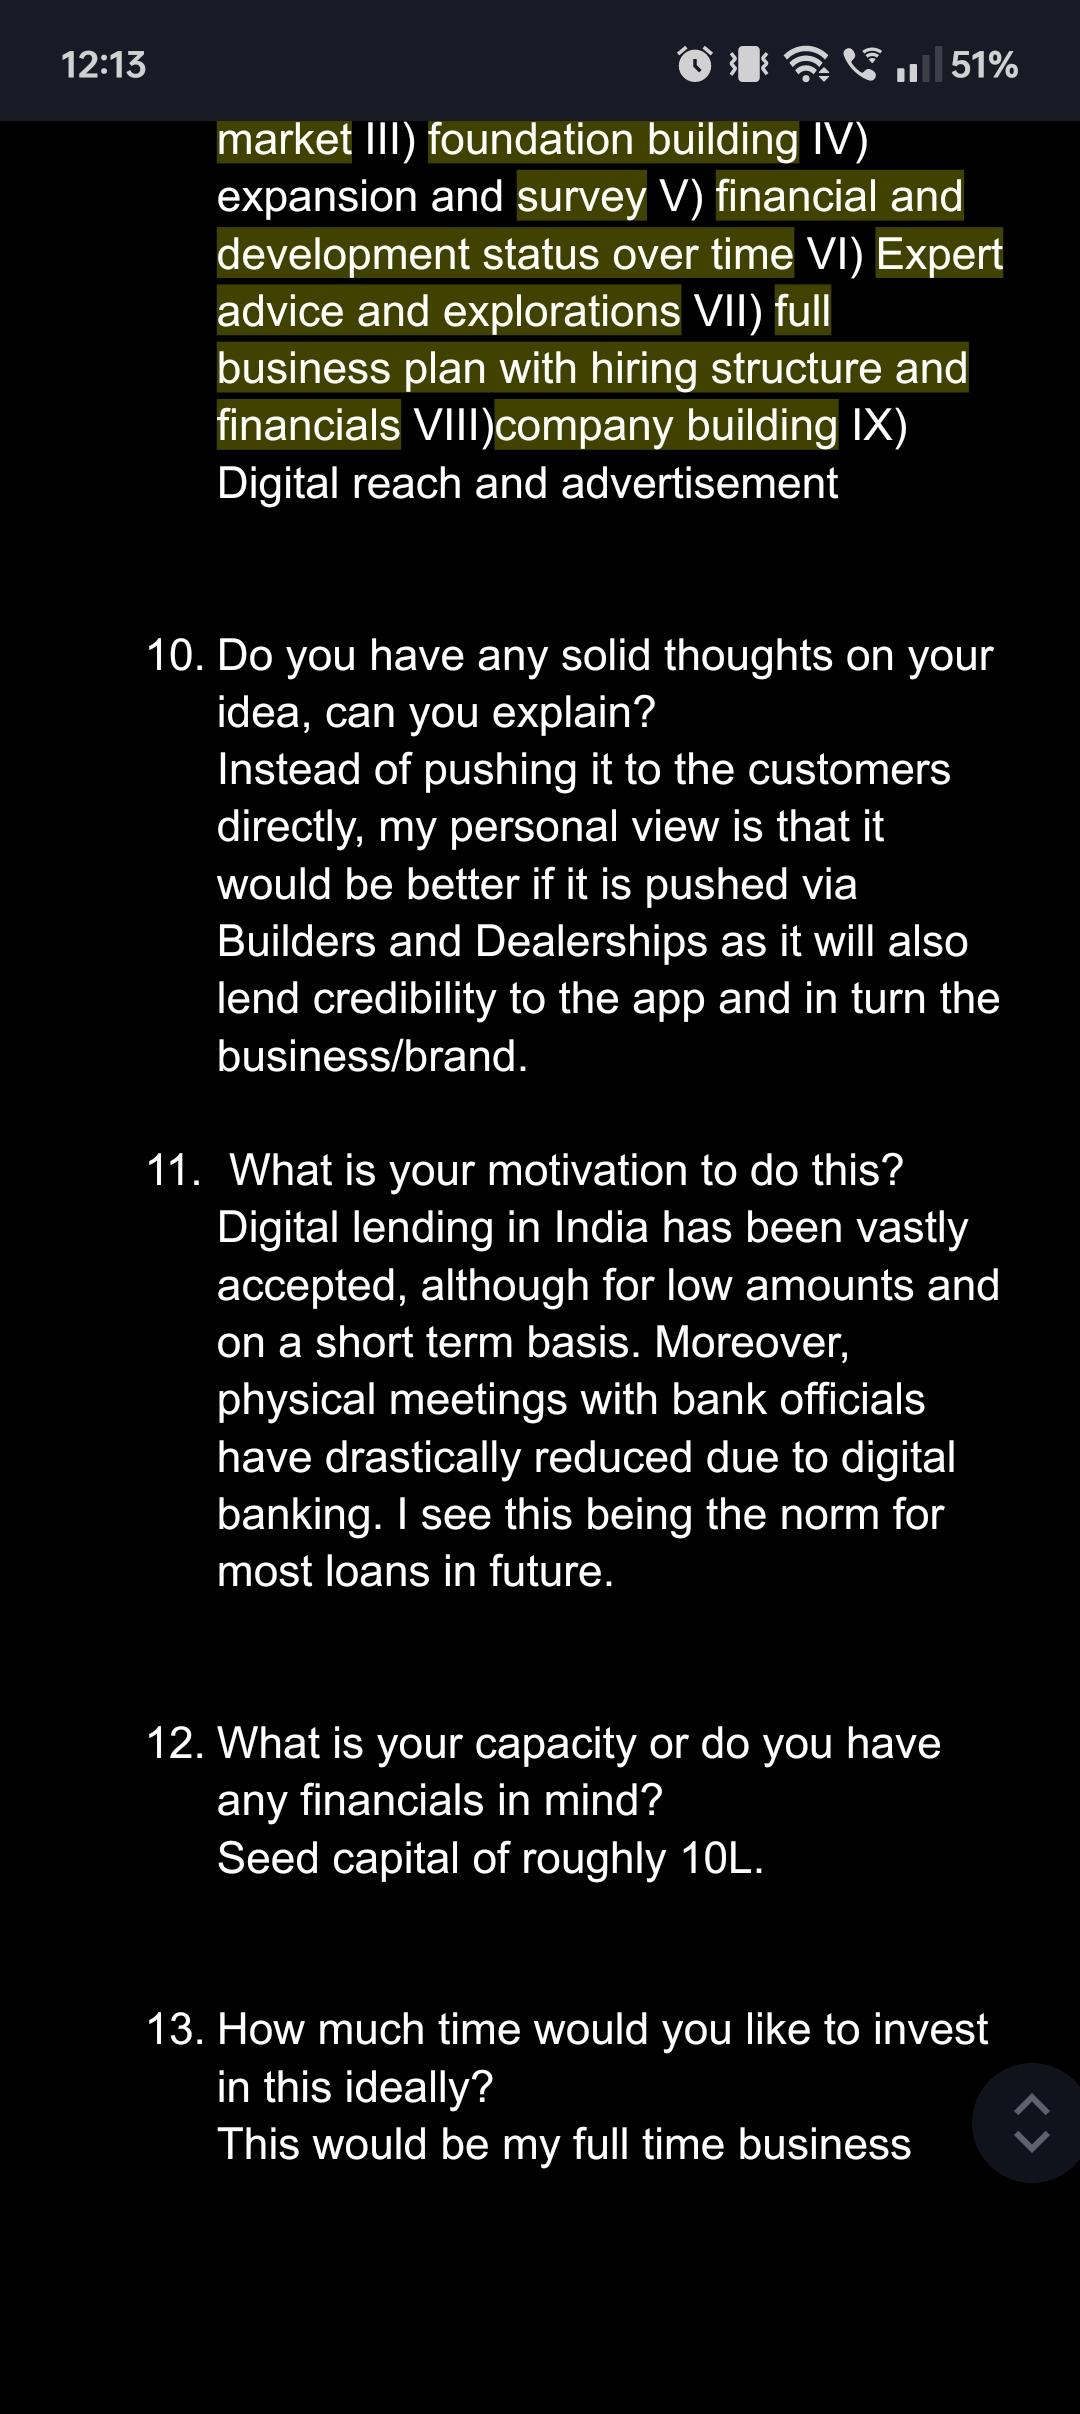 12:13
51%
market III) foundation building IV)
expansion and survey V) financial and
development status over time VI) Expert
advice and explorations VII) full
business plan with hiring structure and
financials VIII)company building IX)
Digital reach and advertisement
10. Do you have any solid thoughts on your
idea, can you explain?
Instead of pushing it to the customers
directly, my personal view is that it
would be better if it is pushed via
Builders and Dealerships as it will also
lend credibility to the app and in turn the
business/brand.
11. What is your motivation to do this?
Digital lending in India has been vastly
accepted, although for low amounts and
on a short term basis. Moreover,
physical meetings with bank officials
have drastically reduced due to digital
banking. I see this being the norm for
most loans in future.
12. What is your capacity or do you have
any financials in mind?
Seed capital of roughly 10L.
13. How much time would you like to invest
in this ideally?
This would be my full time business